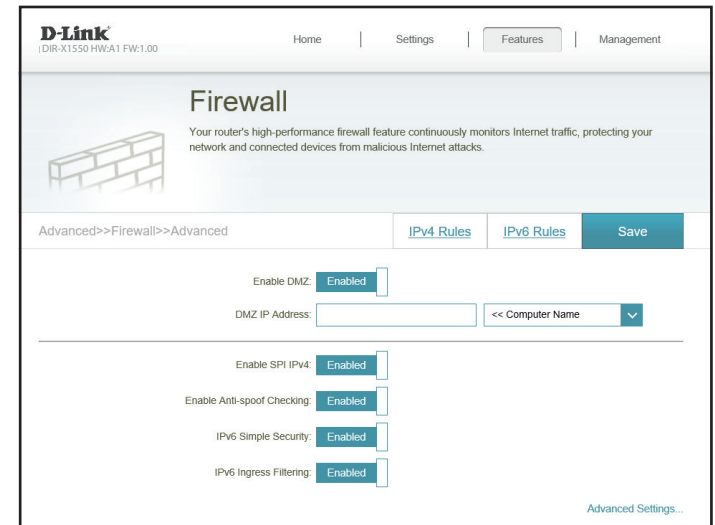 D-Link
DIR-X1550 HW:A1 FW:1.00
Home | Settings | Features | Management
Firewall
Your router's high-performance firewall feature continuously monitors Internet traffic, protecting your
network and connected devices from malicious Internet attacks.
Advanced>>Firewall>>Advanced IPv4 Rules IPv6 Rules Save
Enable DMZ: Enabled
DMZ IP Address: << Computer Name
Enable SPI IPv4: Enabled
Enable Anti-spoof Checking: Enabled
IPv6 Simple Security: Enabled
IPv6 Ingress Filtering: Enabled
Advanced Settings...